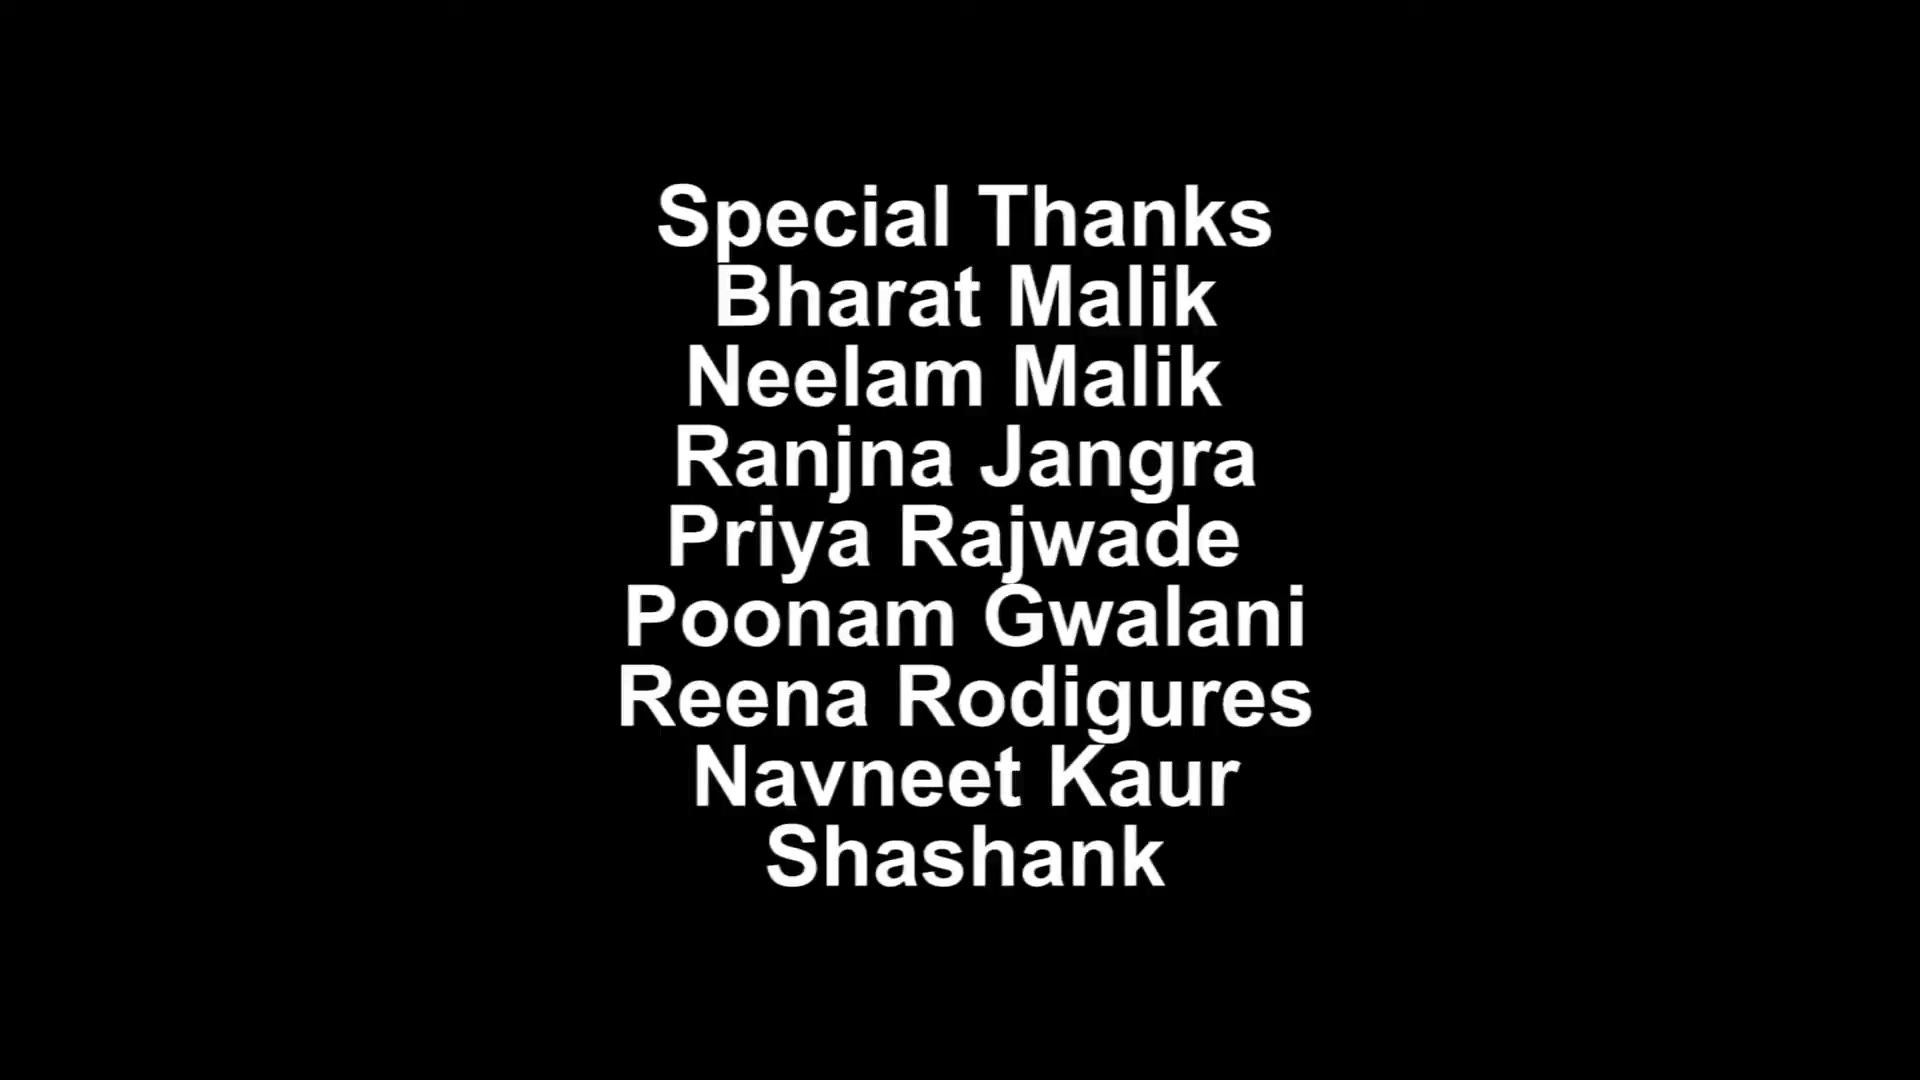 Special Thanks
Bharat Malik
Neelam Malik
Ranjna Jangra
Priya Rajwade
Poonam Gwalani
Reena Rodigures
Navneet Kaur
Shashank